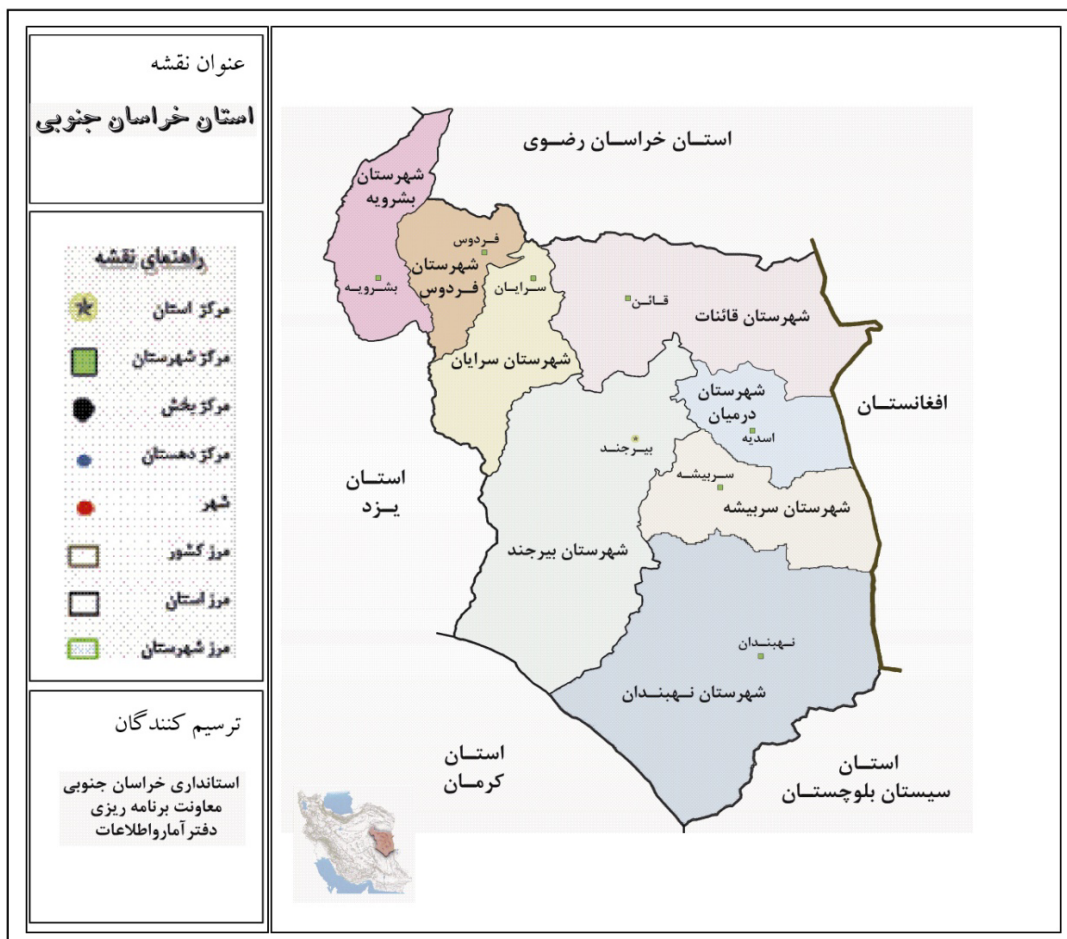 عنوان نقشه
استان خراسان جنوبی
راهنمای نقشه
مرکز استان
مرکز شهرستان
مرکز بخش
مرکز دهستان
شهر
مرز کشور
مرز استان
مرز شهرستان
ترسیم کنندگان
استانداری خراسان جنوبی
معاونت برنامه ریزی
دفتر آمار واطلاعات
استان خراسان رضوی
شهرستان
بشرویه
بشرویه
فردوس
شهرستان
فردوس
سرایان
شهرستان سرایان
قائن
شهرستان قائنات
افغانستان
شهرستان
درمیان
اسدیه
بیرجند
شهرستان بیرجند
سربیشه
شهرستان سربیشه
استان
یزد
نهبندان
شهرستان نهبندان
استان
کرمان
استان
سیستان بلوچستان